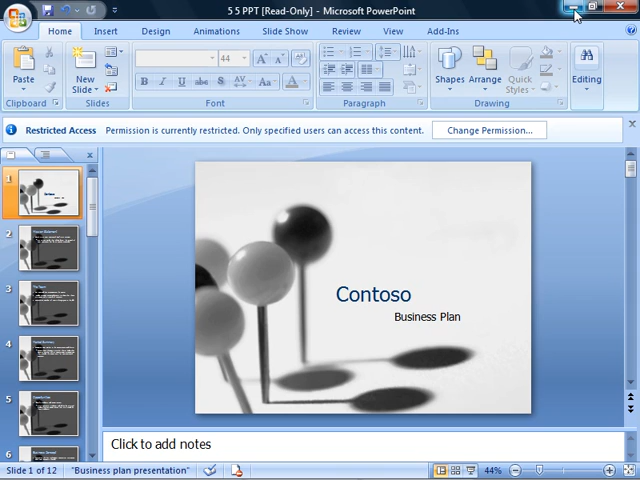 5 5 PPT [Read-Only] - Microsoft PowerPoint
Home Insert Design Animations Slide Show Review View Add-Ins
Paste
New Slide
44
B I U abc S AV Aa A
Shapes Arrange Quick Styles
Editing
Clipboard Slides Font Paragraph Drawing
Restricted Access Permission is currently restricted. Only specified users can access this content. Change Permission...
1
2
3
4
5
6
Contoso
Business Plan
Click to add notes
Slide 1 of 12 "Business plan presentation" 44%